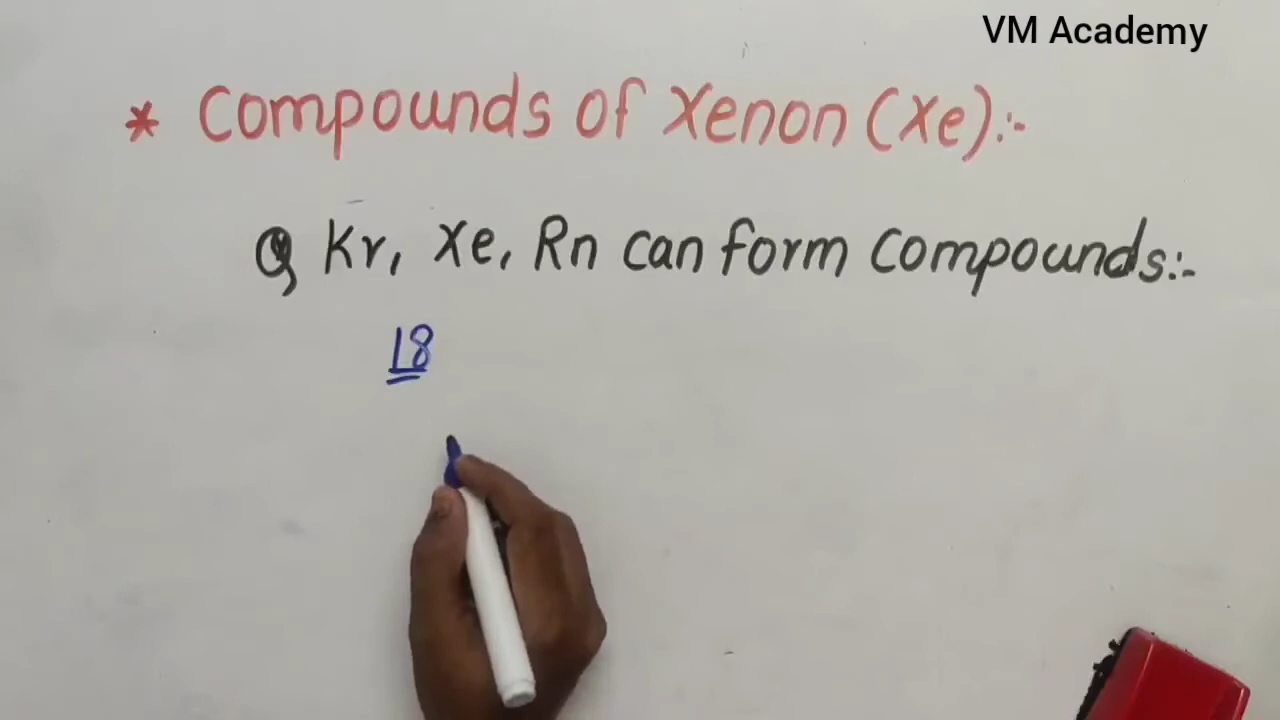 VM Academy
* Compounds of Xenon (Xe):-
Q Kr, Xe, Rn can form compounds:-
18